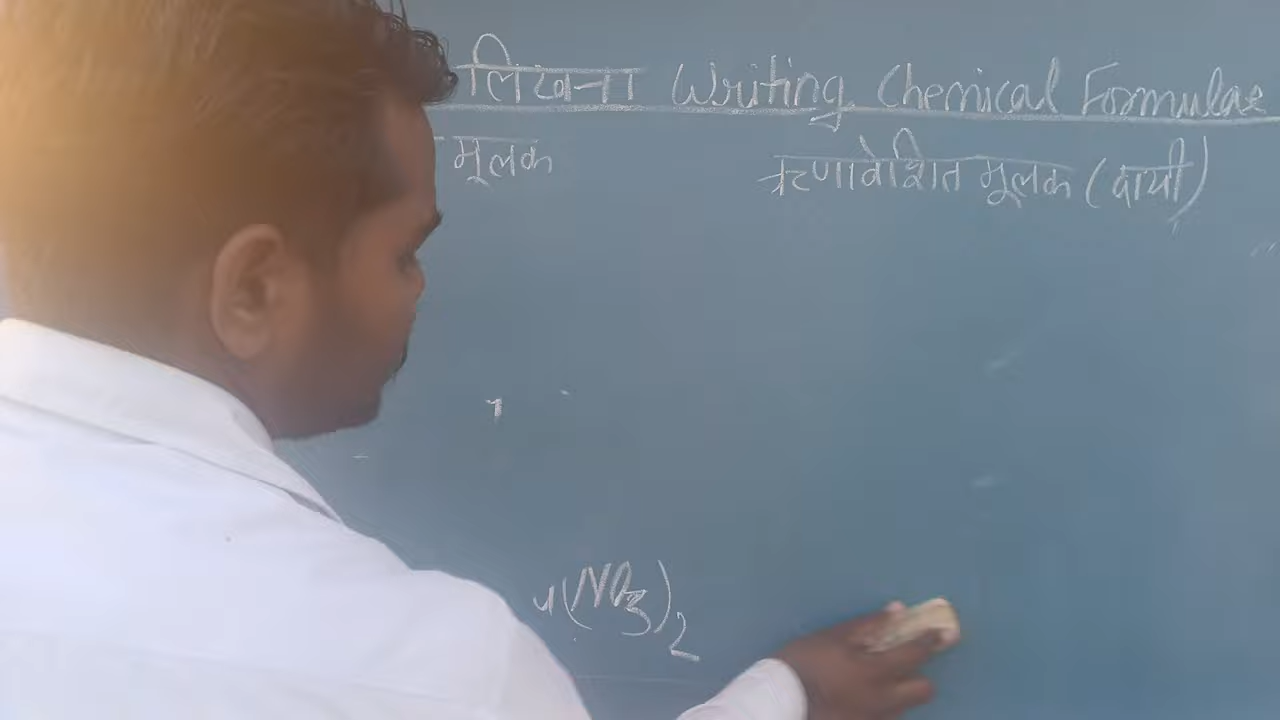 लिखना Writing Chemical Formulae
मूलक ऋणावेशित मूलक (दायी)
(NO3)2